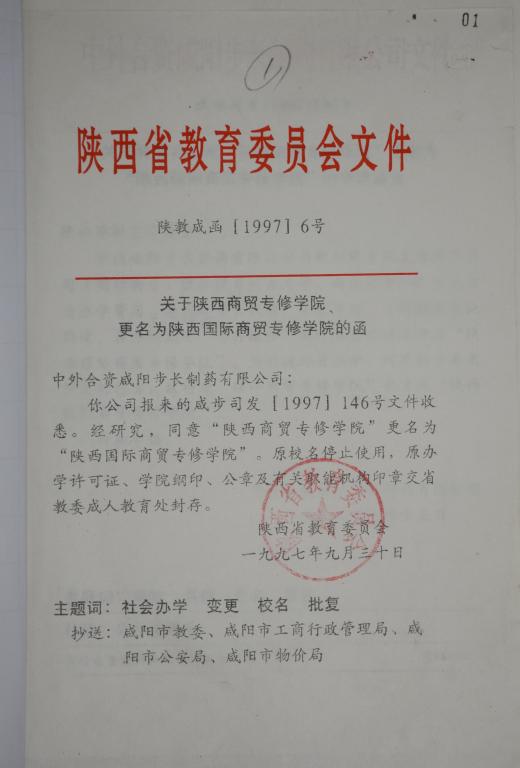 01
1
陕西省教育委员会文件
陕教成函［1997］6号
关于陕西商贸专修学院、
更名为陕西国际商贸专修学院的函
中外合资咸阳步长制药有限公司：
你公司报来的咸步司发［1997］146号文件收
悉。经研究，同意“陕西商贸专修学院”更名为
“陕西国际商贸专修学院”。原校名停止使用，原办
学许可证、学院钢印、公章及有关职能机构印章交省
教委成人教育处封存。
陕西省教育委员会
一九九七年九月三十日
主题词：社会办学 变更 校名 批复
抄送：咸阳市教委、咸阳市工商行政管理局、咸
阳市公安局、咸阳市物价局